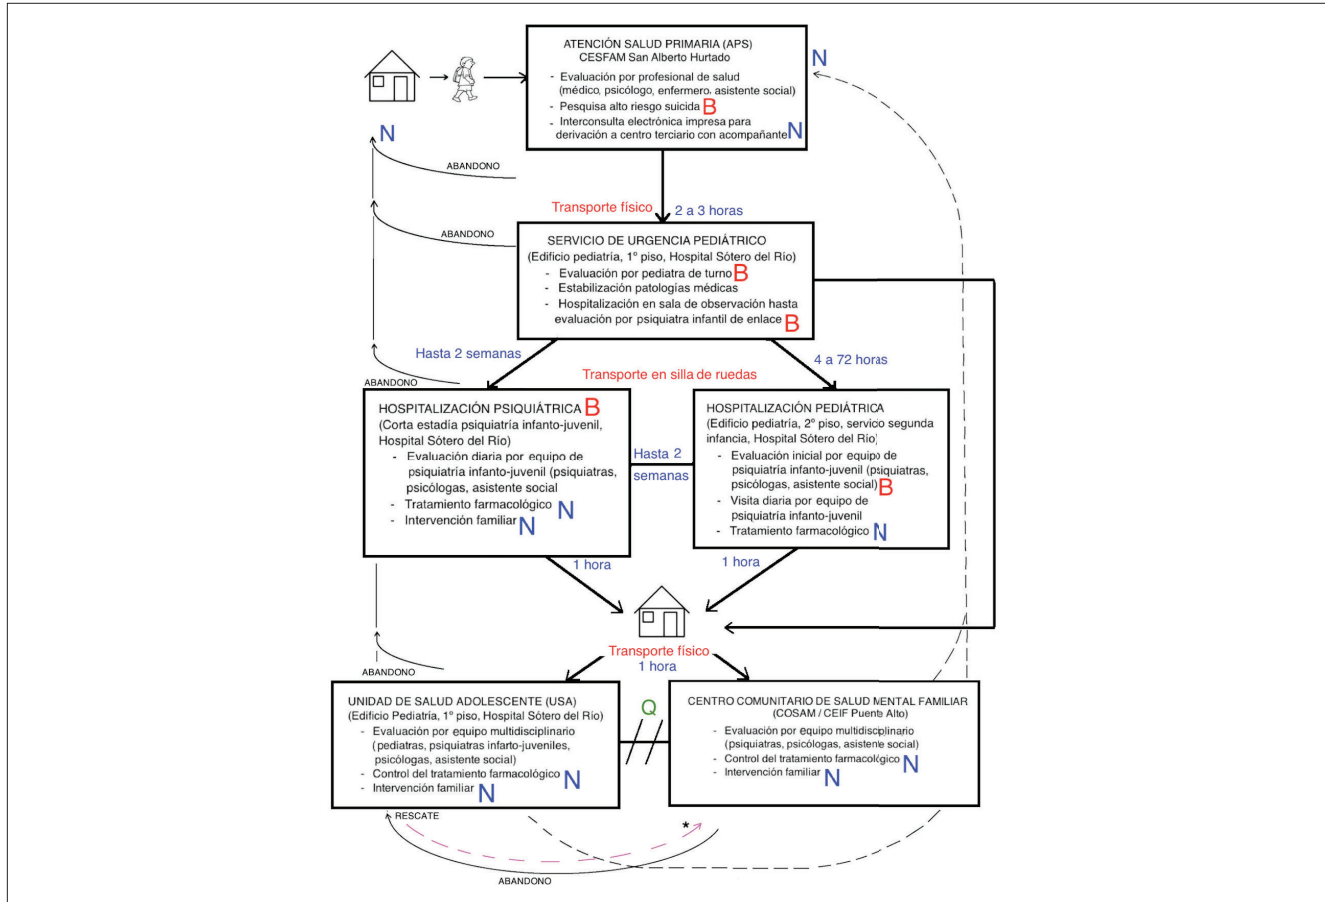 ATENCIÓN SALUD PRIMARIA (APS)
CESFAM San Alberto Hurtado
- Evaluación por profesional de salud
(médico, psicólogo, enfermero, asistente social)
- Pesquisa alto riesgo suicida B
- Interconsulta electrónica impresa para
derivación a centro terciario con acompañante N
N
N
ABANDONO
Transporte físico 2 a 3 horas
ABANDONO
SERVICIO DE URGENCIA PEDIÁTRICO
(Edificio pediatría, 1º piso, Hospital Sótero del Río)
- Evaluación por pediatra de turno B
- Estabilización patologías médicas
- Hospitalización en sala de observación hasta
evaluación por psiquiatra infantil de enlace B
Hasta 2 semanas
4 a 72 horas
Transporte en silla de ruedas
ABANDONO
HOSPITALIZACIÓN PSIQUIÁTRICA B
(Corta estadía psiquiatría infanto-juvenil,
Hospital Sótero del Río)
- Evaluación diaria por equipo de
psiquiatría infanto-juvenil (psiquiatras,
psicólogas, asistente social
- Tratamiento farmacológico N
- Intervención familiar N
Hasta 2
semanas
HOSPITALIZACIÓN PEDIÁTRICA
(Edificio pediatría, 2º piso, servicio segunda
infancia, Hospital Sótero del Río)
- Evaluación inicial por equipo de
psiquiatría infanto-juvenil (psiquiatras,
psicólogas, asistente social) B
- Visita diaria por equipo de
psiquiatría infanto-juvenil
- Tratamiento farmacológico N
1 hora
1 hora
Transporte físico
1 hora
ABANDONO
UNIDAD DE SALUD ADOLESCENTE (USA)
(Edificio Pediatría, 1º piso, Hospital Sótero del Río)
- Evaluación por equipo multidisciplinario
(pediatras, psiquiatras infarto-juveniles,
psicólogas, asistente social)
- Control del tratamiento farmacológico N
- Intervención familiar N
Q
CENTRO COMUNITARIO DE SALUD MENTAL FAMILIAR
(COSAM / CEIF Puente Alto)
- Evaluación por equipo multidisciplinario
(psiquiatras, psicólogas, asistente social)
- Control del tratamiento farmacológico N
- Intervención familiar N
RESCATE
*
ABANDONO